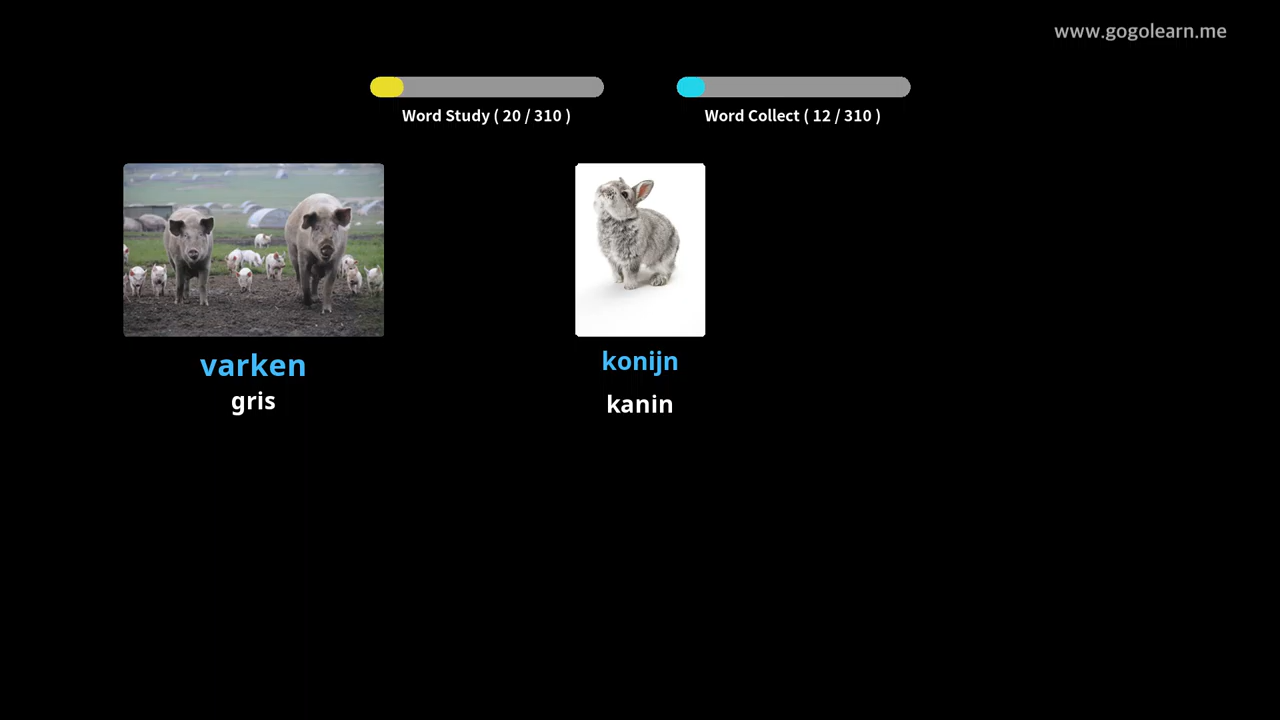 www.gogolearn.me
Word Study ( 20 / 310 )
Word Collect ( 12 / 310 )
varken
gris
konijn
kanin